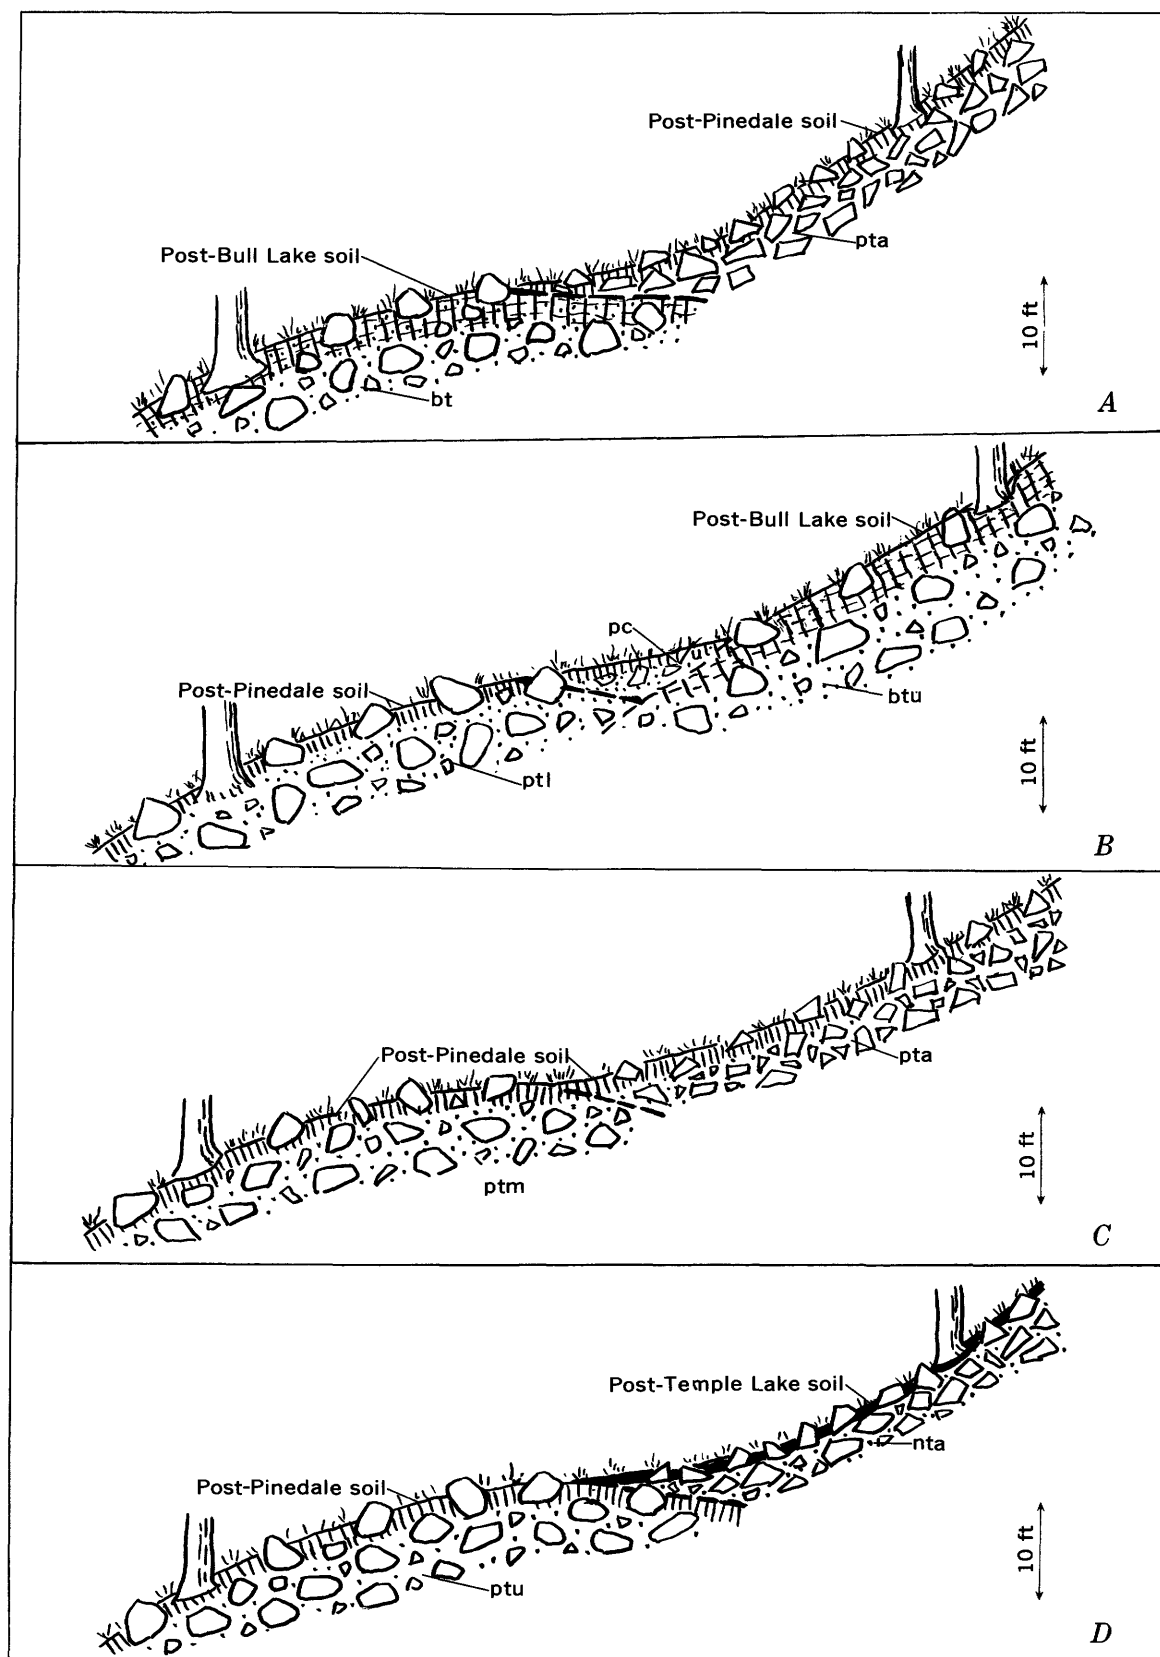 Post-Pinedale soil
pta
Post-Bull Lake soil
bt
10 ft
A
Post-Bull Lake soil
pc
Post-Pinedale soil
btu
ptl
10 ft
B
Post-Pinedale soil
pta
ptm
10 ft
C
Post-Temple Lake soil
nta
Post-Pinedale soil
ptu
10 ft
D